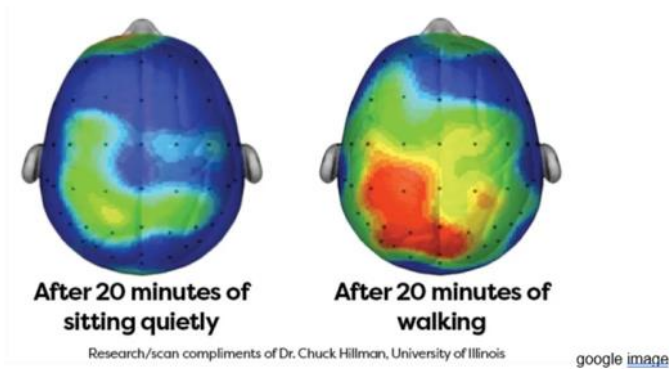 After 20 minutes of
sitting quietly
After 20 minutes of
walking
Research/scan compliments of Dr. Chuck Hillman, University of Illinois
google image